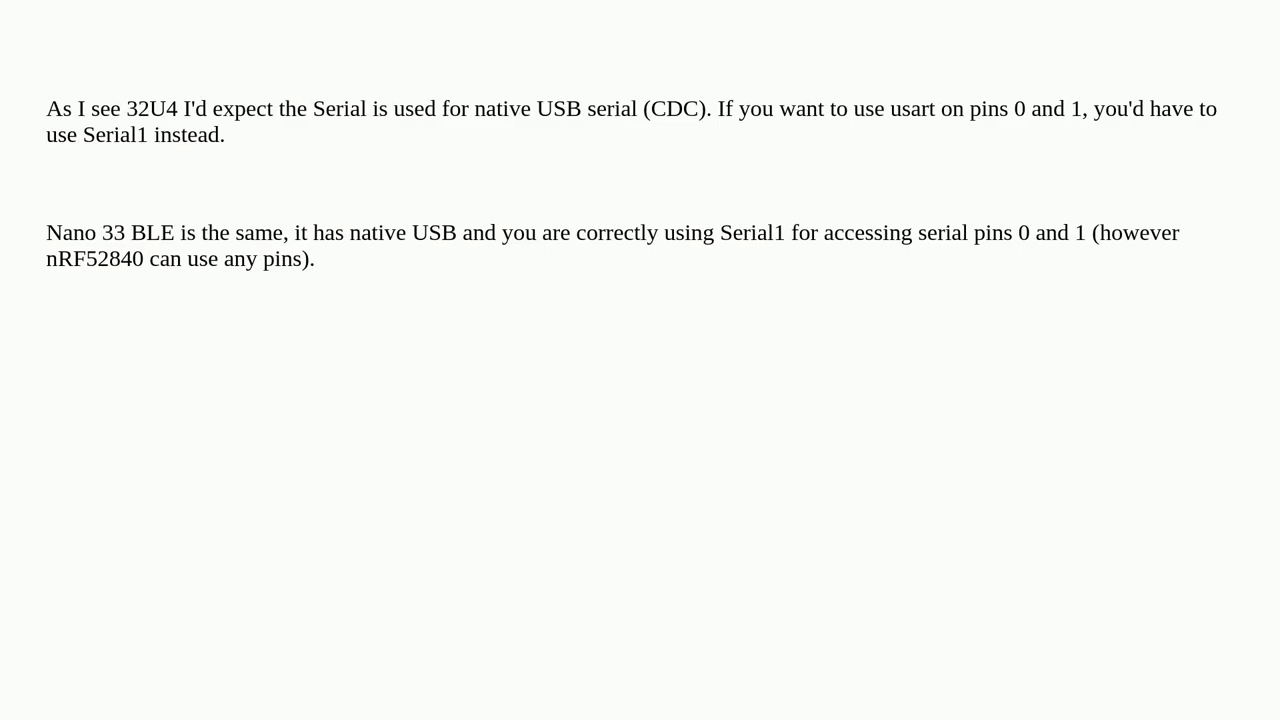 As I see 32U4 I'd expect the Serial is used for native USB serial (CDC). If you want to use usart on pins 0 and 1, you'd have to
use Serial1 instead.
Nano 33 BLE is the same, it has native USB and you are correctly using Serial1 for accessing serial pins 0 and 1 (however
nRF52840 can use any pins).